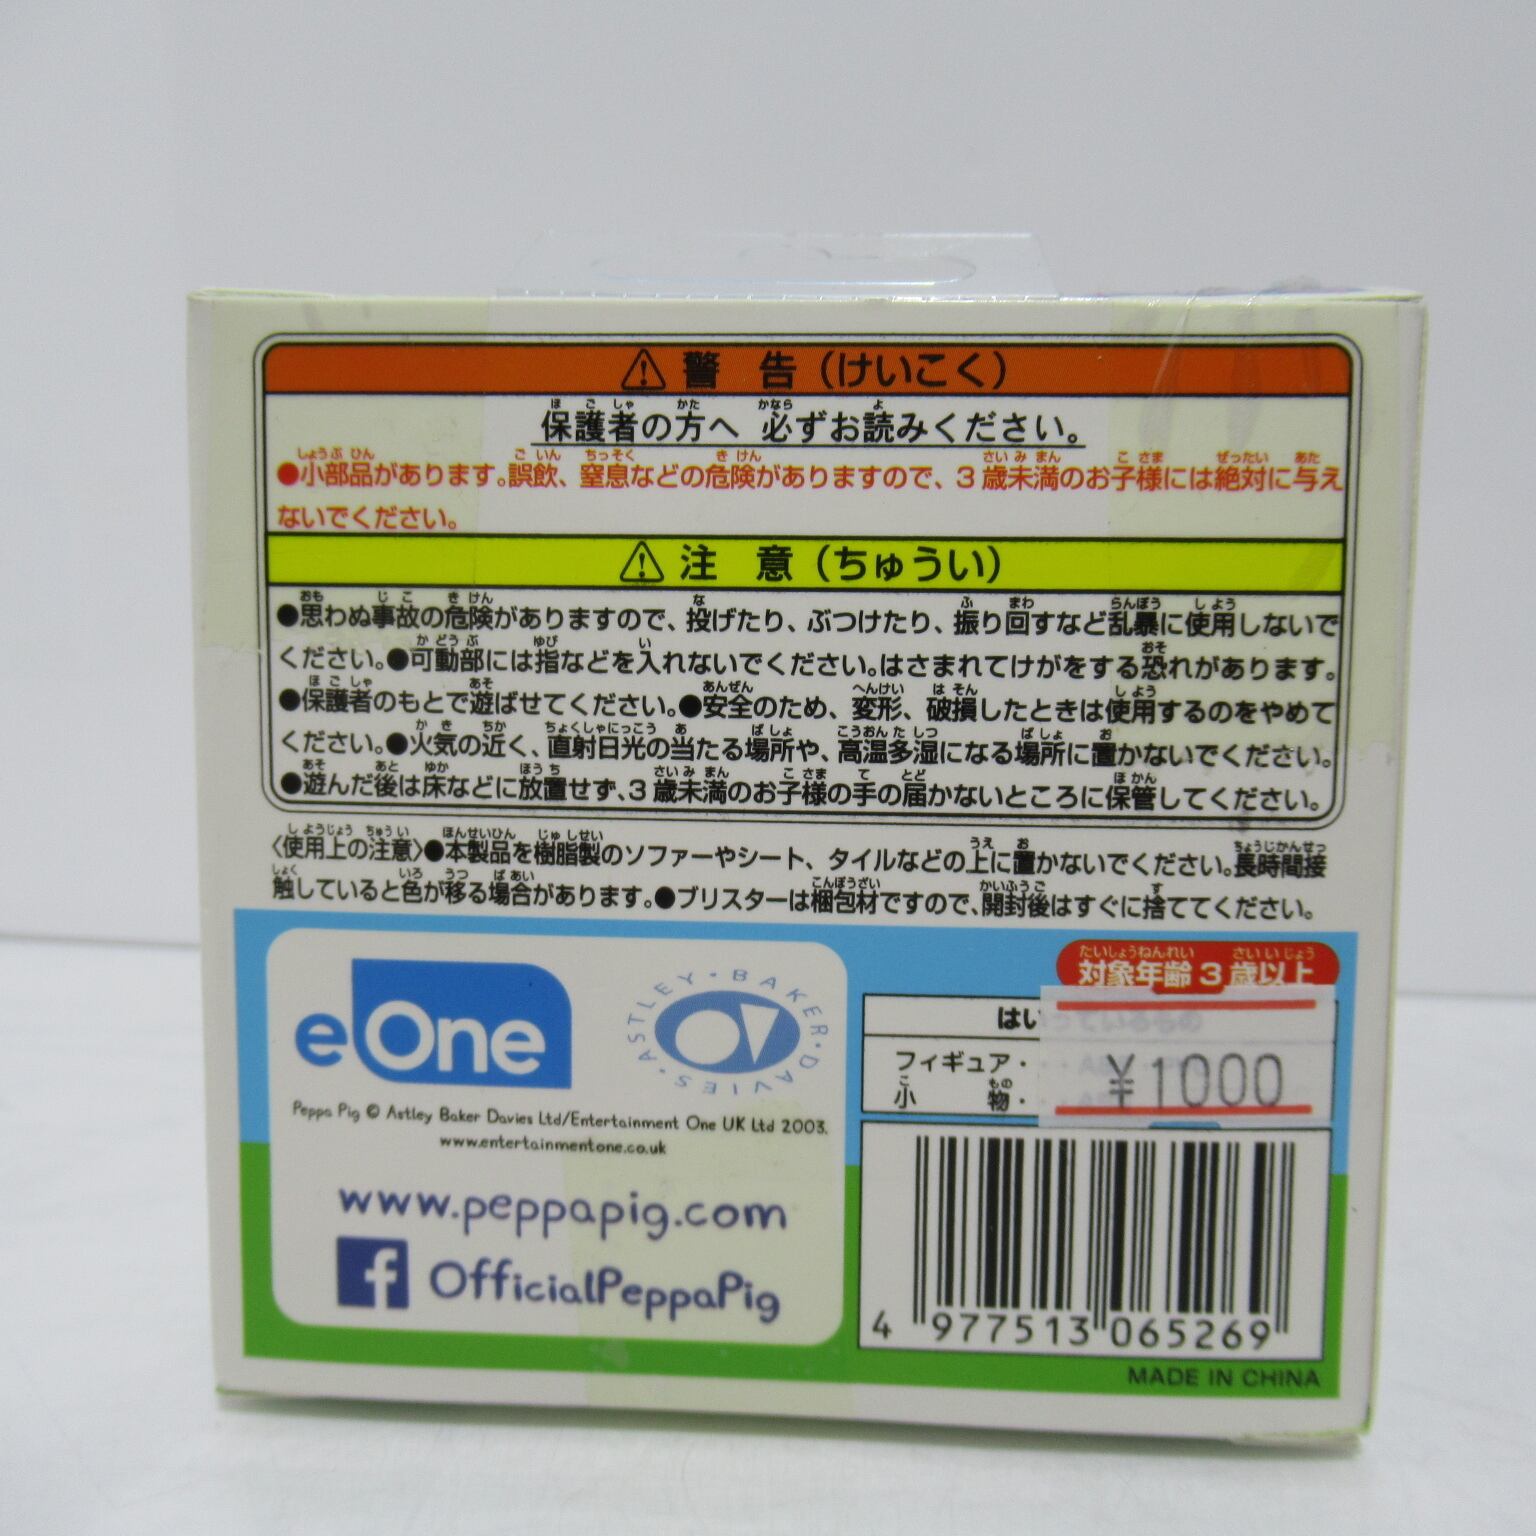 警 告（けいこく）
保護者の方へ 必ずお読みください。
●小部品があります。誤飲、窒息などの危険がありますので、3歳未満のお子様には絶対に与え
ないでください。
注 意（ちゅうい）
●思わぬ事故の危険がありますので、投げたり、ぶつけたり、振り回すなど乱暴に使用しないで
ください。●可動部には指などを入れないでください。はさまれてけがをする恐れがあります。
●保護者のもとで遊ばせてください。●安全のため、変形、破損したときは使用するのをやめて
ください。●火気の近く、直射日光の当たる場所や、高温多湿になる場所に置かないでください。
●遊んだ後は床などに放置せず、3歳未満のお子様の手の届かないところに保管してください。
〈使用上の注意〉●本製品を樹脂製のソファーやシート、タイルなどの上に置かないでください。長時間接
触していると色が移る場合があります。●ブリスターは梱包材ですので、開封後はすぐに捨ててください。
eOne
ASTLEY・BAKER・DAVIES・
Peppa Pig © Astley Baker Davies Ltd/Entertainment One UK Ltd 2003.
www.entertainmentone.co.uk
www.peppapig.com
f OfficialPeppaPig
対象年齢 3 歳以上
はいっているもの
フィギュア・
小 物・
¥1000
4 977513 065269
MADE IN CHINA